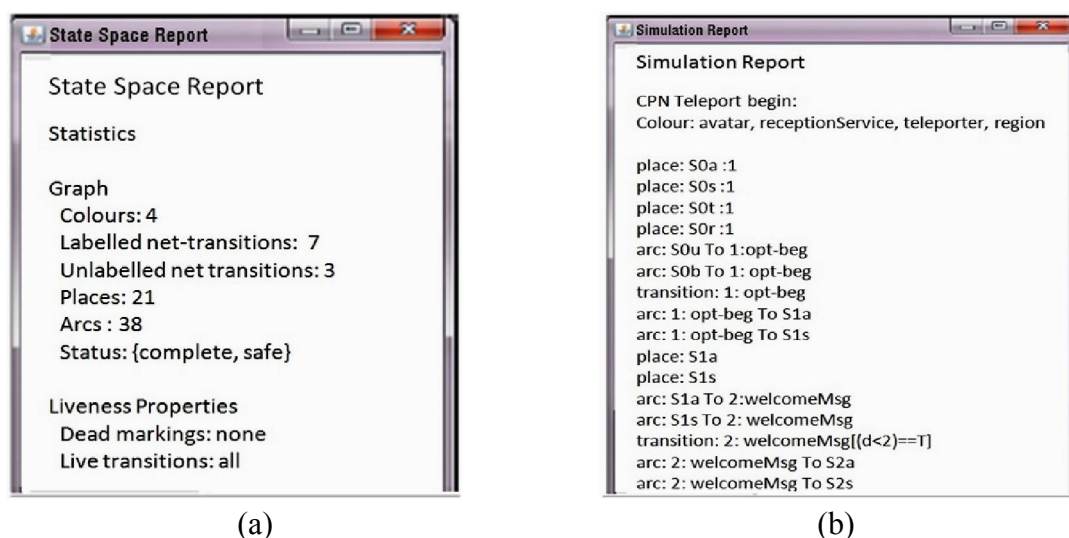 State Space Report
State Space Report
Statistics
Graph
Colours: 4
Labelled net-transitions: 7
Unlabelled net transitions: 3
Places: 21
Arcs : 38
Status: {complete, safe}
Liveness Properties
Dead markings: none
Live transitions: all
(a)
Simulation Report
Simulation Report
CPN Teleport begin:
Colour: avatar, receptionService, teleporter, region
place: S0a :1
place: S0s :1
place: S0t :1
place: S0r :1
arc: S0u To 1:opt-beg
arc: S0b To 1: opt-beg
transition: 1: opt-beg
arc: 1: opt-beg To S1a
arc: 1: opt-beg To S1s
place: S1a
place: S1s
arc: S1a To 2:welcomeMsg
arc: S1s To 2: welcomeMsg
transition: 2: welcomeMsg[(d<2)==T]
arc: 2: welcomeMsg To S2a
arc: 2: welcomeMsg To S2s
(b)